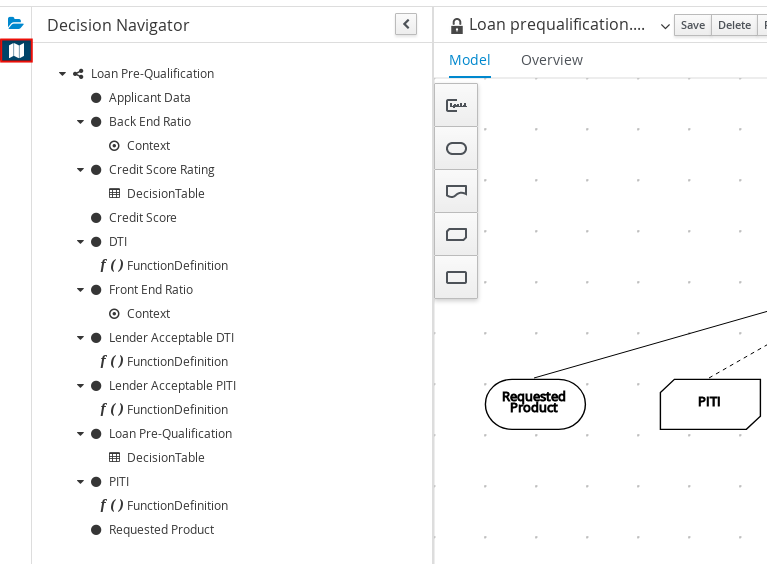 Decision Navigator
Loan Pre-Qualification
Applicant Data
Back End Ratio
Context
Credit Score Rating
DecisionTable
Credit Score
DTI
f ( ) FunctionDefinition
Front End Ratio
Context
Lender Acceptable DTI
f ( ) FunctionDefinition
Lender Acceptable PITI
f ( ) FunctionDefinition
Loan Pre-Qualification
DecisionTable
PITI
f ( ) FunctionDefinition
Requested Product
Loan prequalification....
Save
Delete
Model
Overview
Requested
Product
PITI